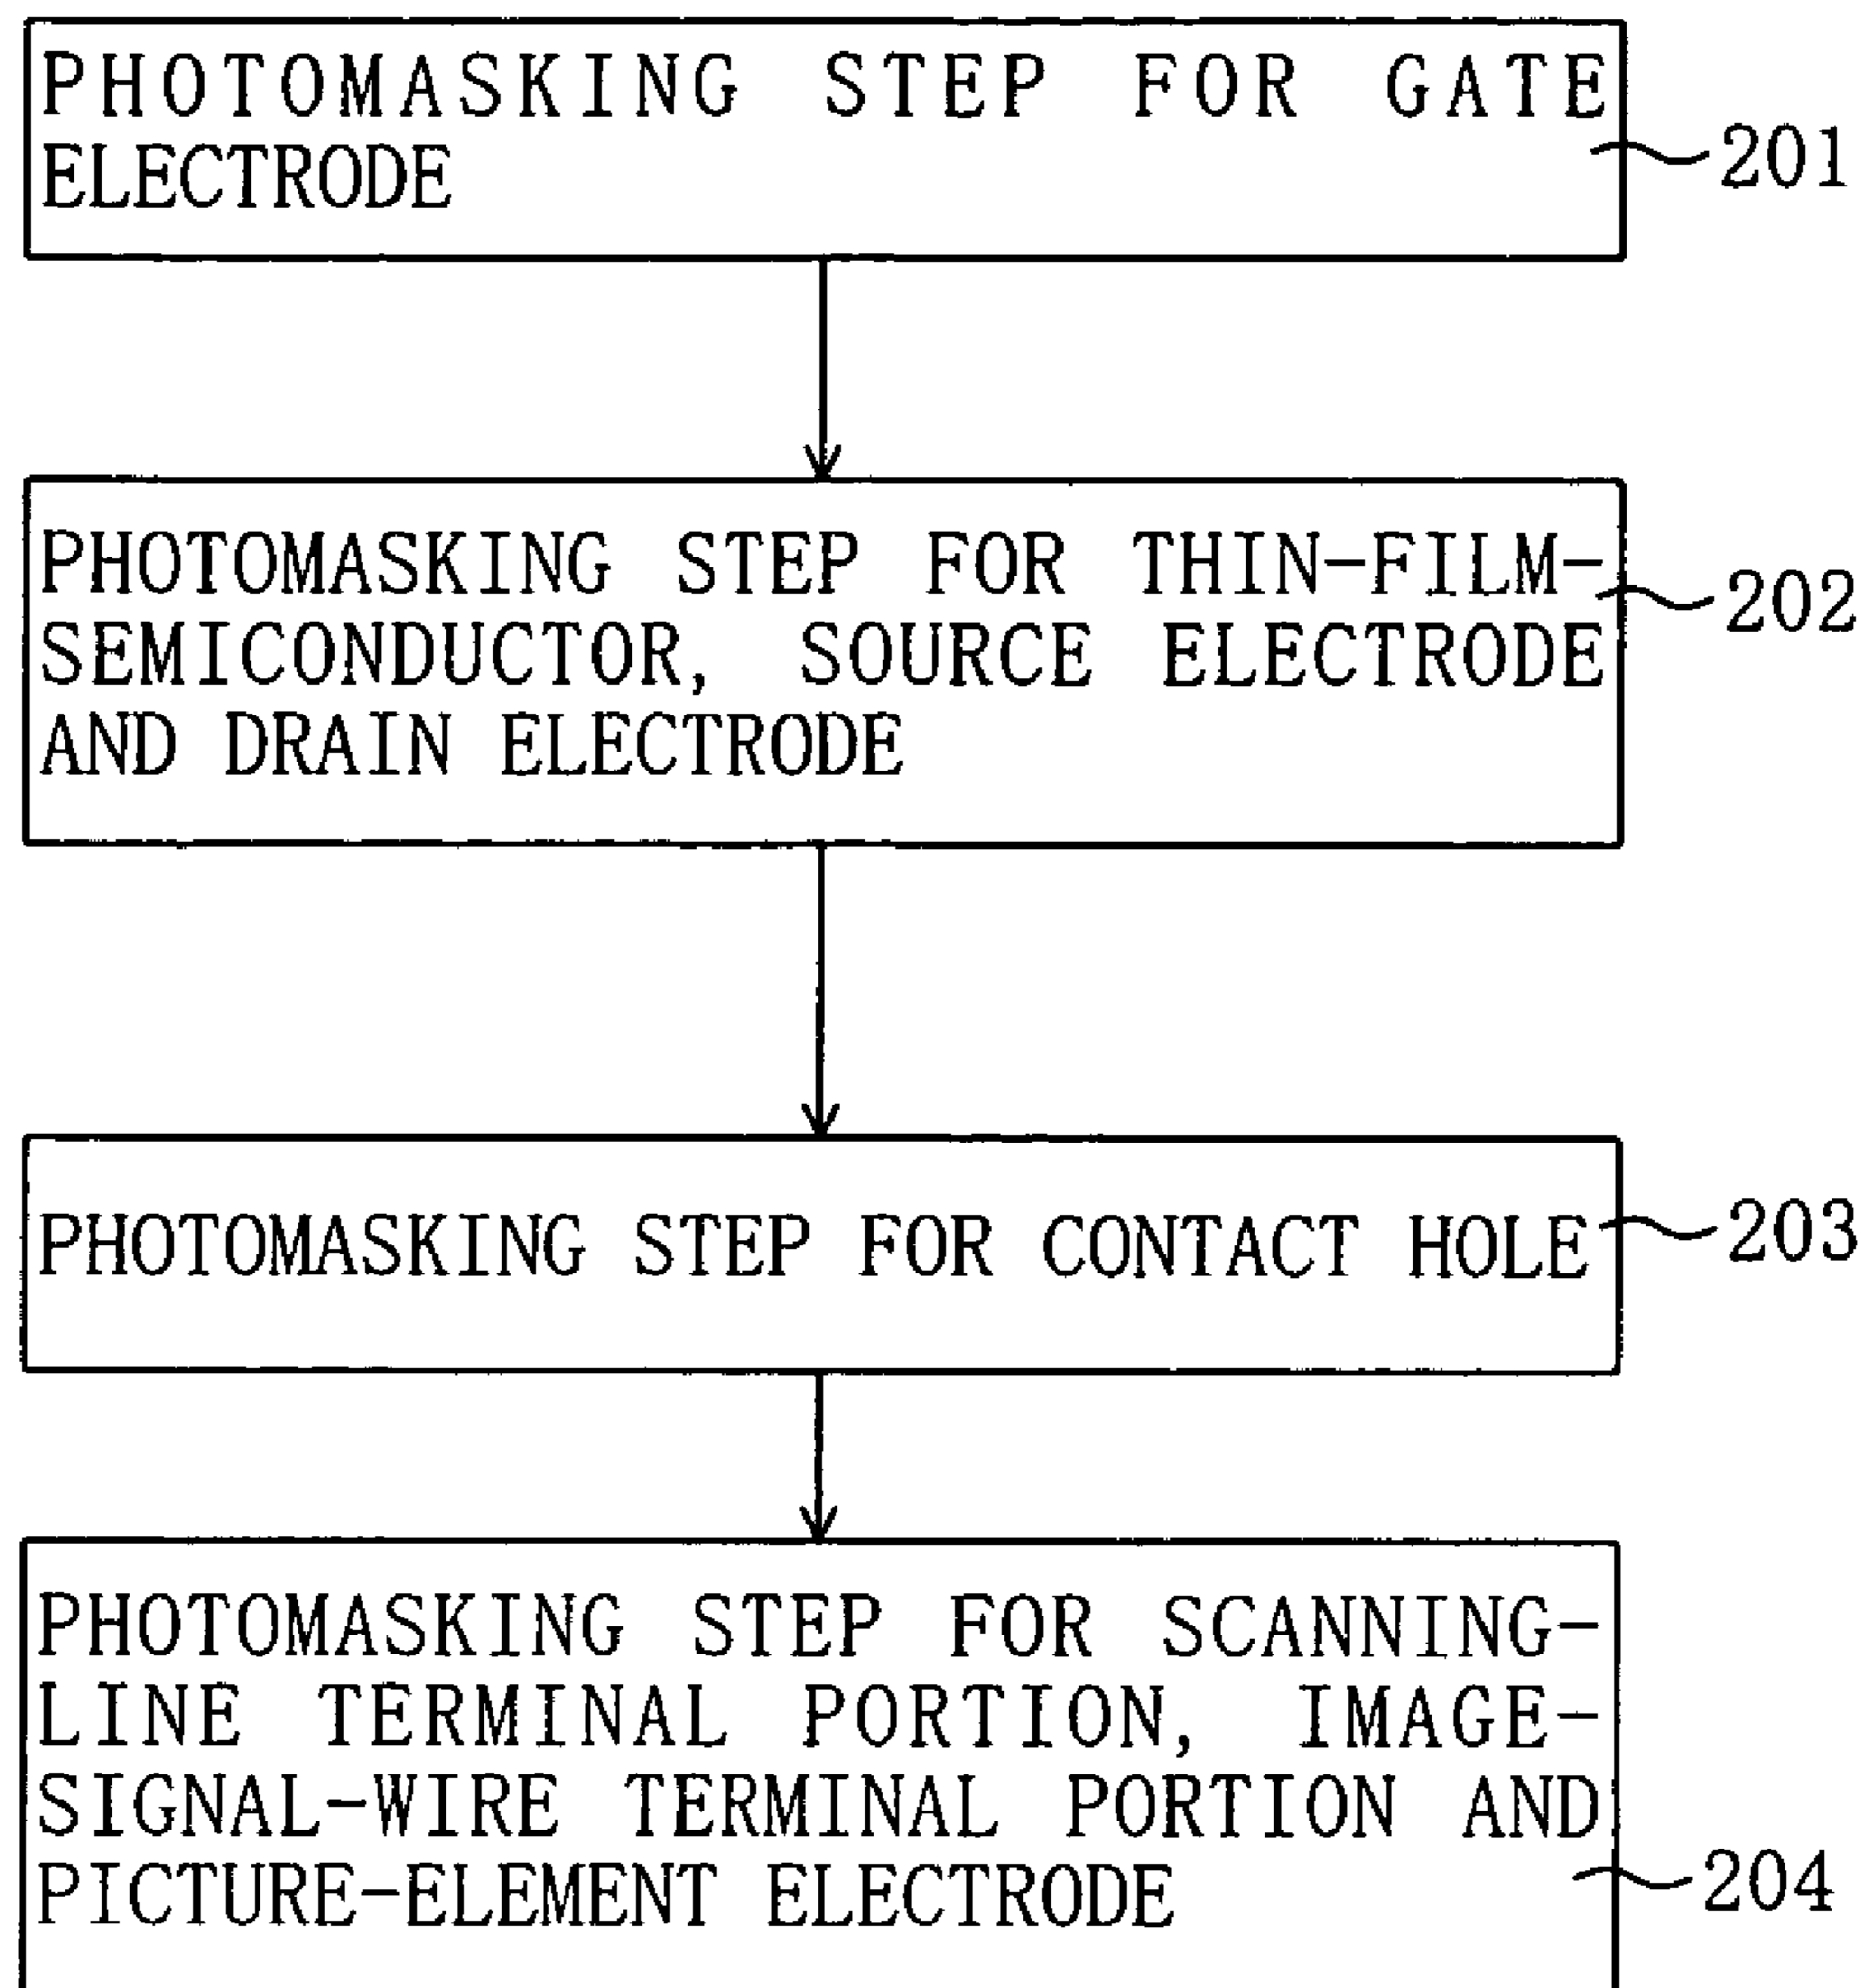 PHOTOMASKING STEP FOR GATE
ELECTRODE
201
PHOTOMASKING STEP FOR THIN-FILM-
SEMICONDUCTOR, SOURCE ELECTRODE
AND DRAIN ELECTRODE
202
PHOTOMASKING STEP FOR CONTACT HOLE
203
PHOTOMASKING STEP FOR SCANNING-
LINE TERMINAL PORTION, IMAGE-
SIGNAL-WIRE TERMINAL PORTION AND
PICTURE-ELEMENT ELECTRODE
204